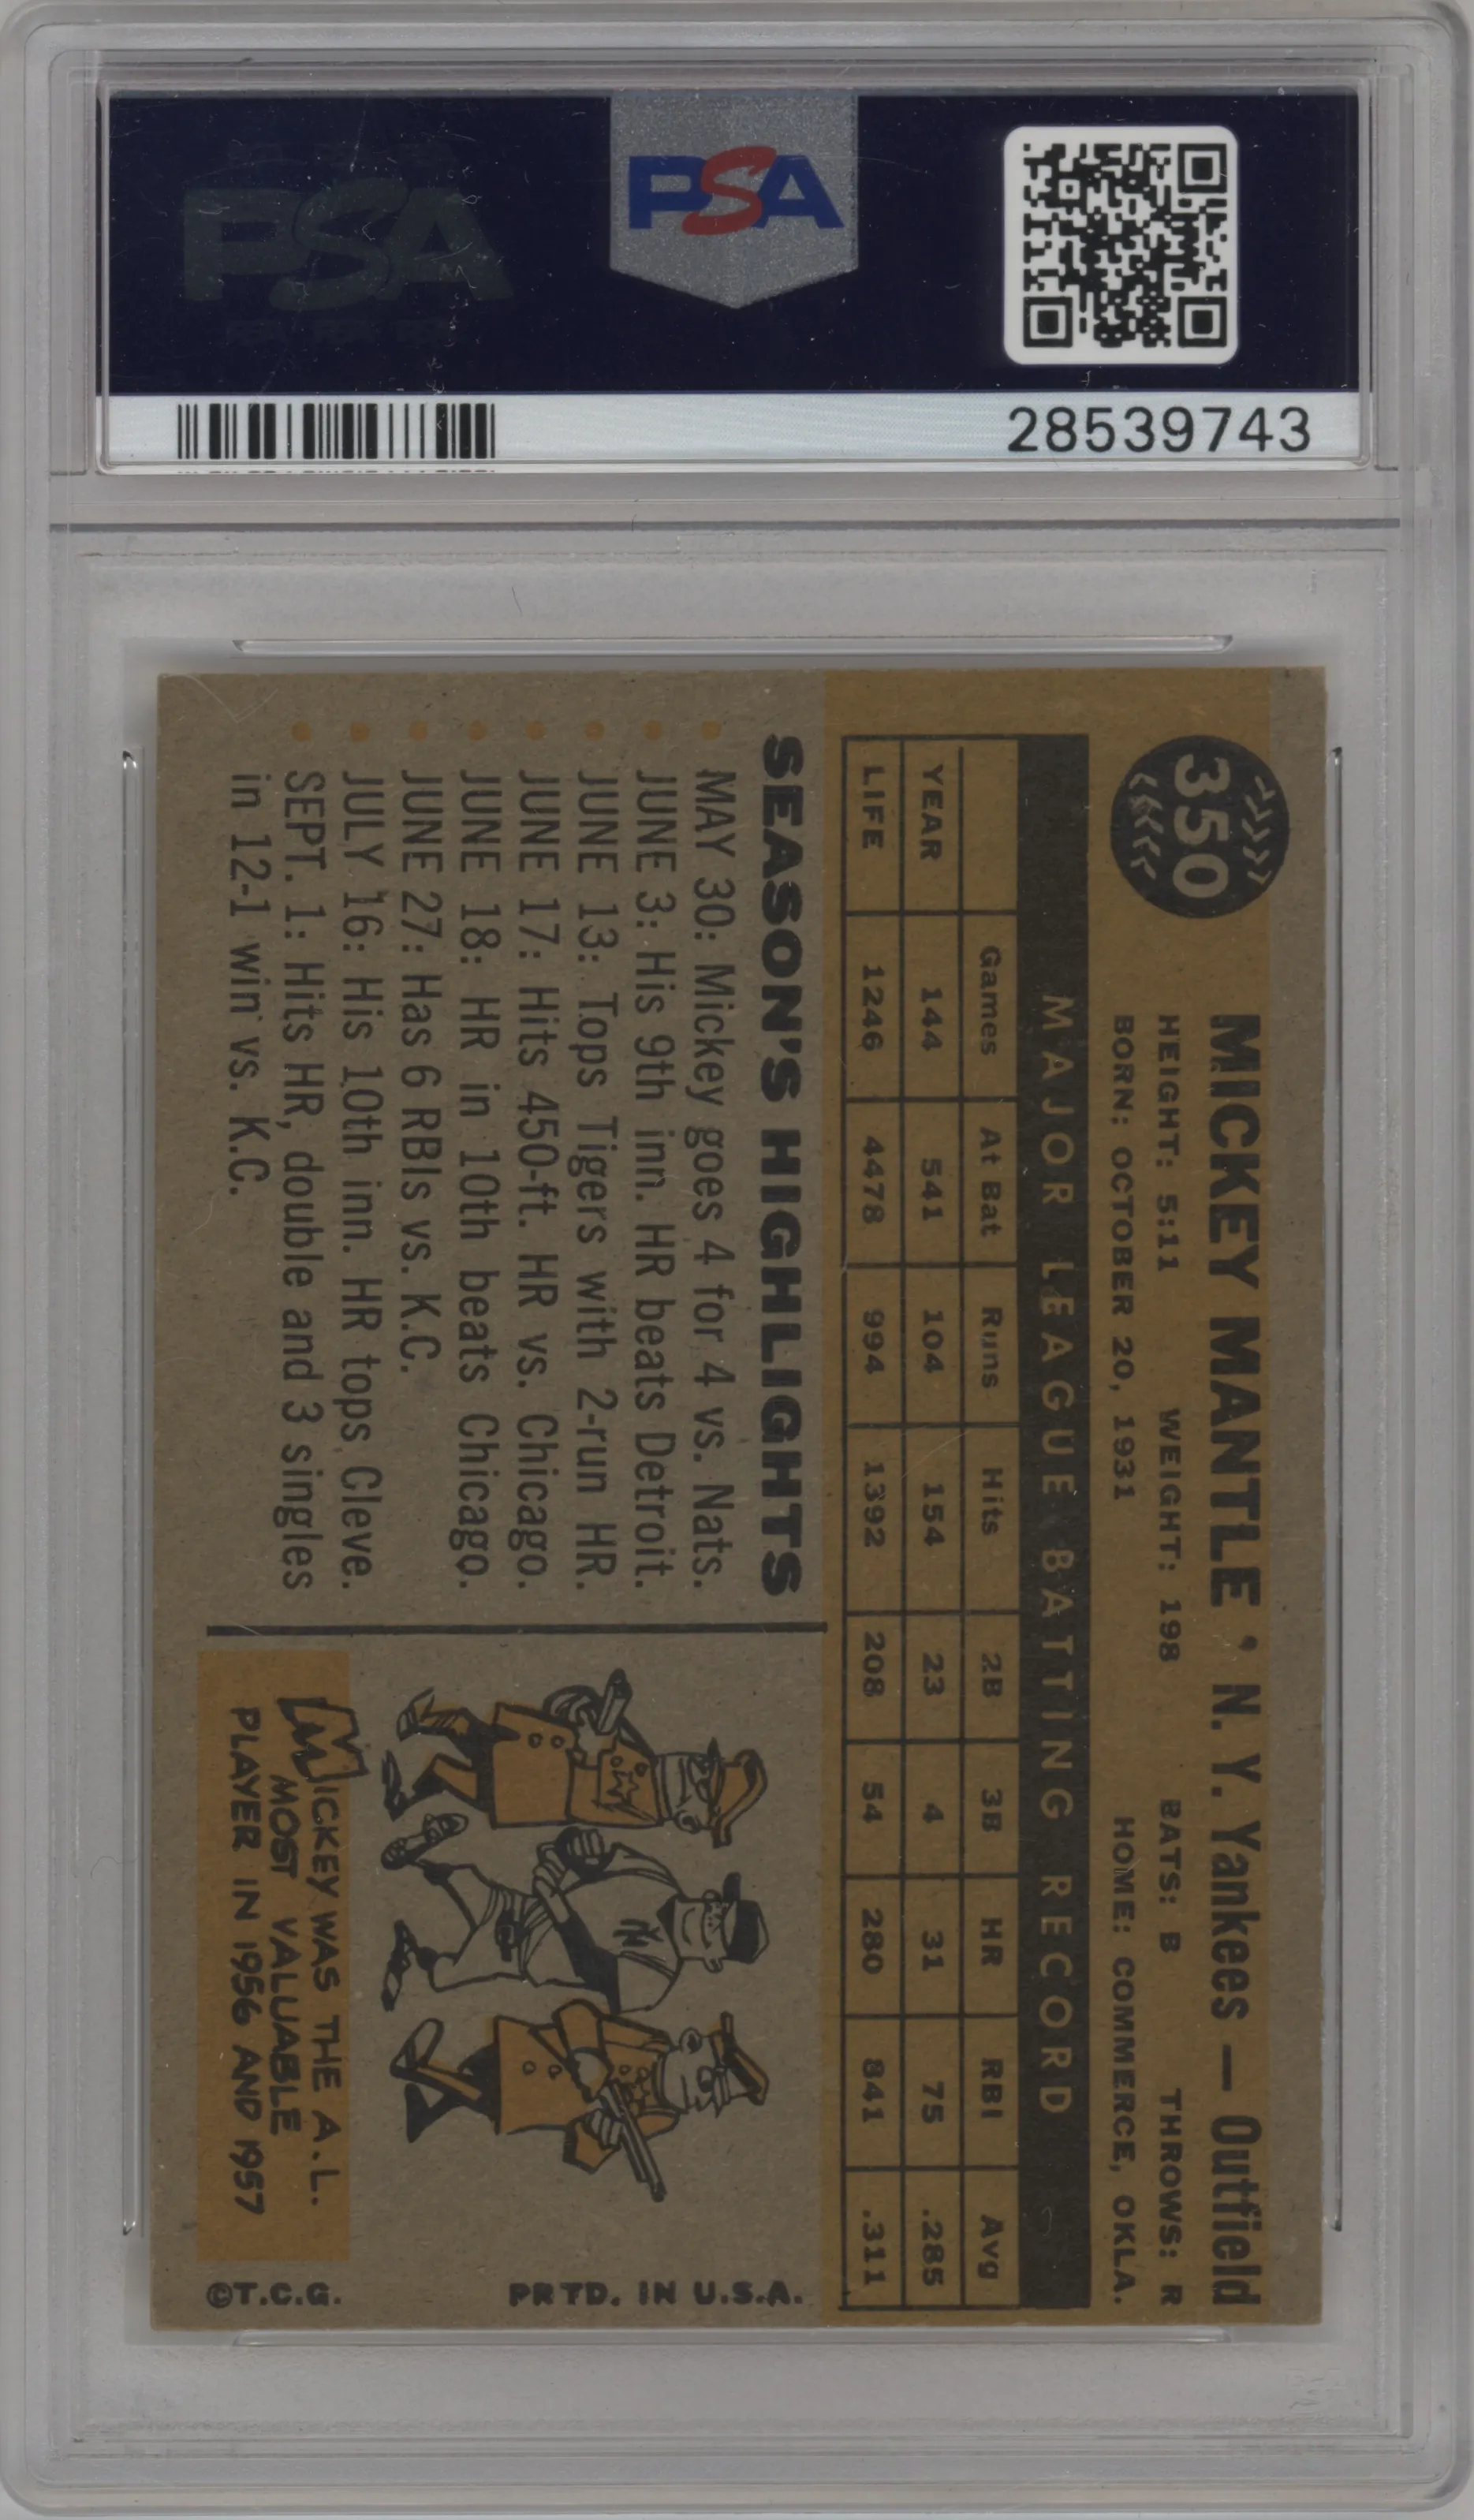 PSA
PSA
28539743
350
MICKEY MANTLE • N. Y. Yankees — Outfield
HEIGHT: 5:11 WEIGHT: 198 BATS: B THROWS: R
BORN: OCTOBER 20, 1931 HOME: COMMERCE, OKLA.
MAJOR LEAGUE BATTING RECORD
Games At Bat Runs Hits 2B 3B HR RBI Avg
YEAR 144 541 104 154 23 4 31 75 .285
LIFE 1246 4478 994 1392 208 54 280 841 .311
SEASON'S HIGHLIGHTS
• MAY 30: Mickey goes 4 for 4 vs. Nats.
• JUNE 3: His 9th inn. HR beats Detroit.
• JUNE 13: Tops Tigers with 2-run HR.
• JUNE 17: Hits 450-ft. HR vs. Chicago.
• JUNE 18: HR in 10th beats Chicago.
• JUNE 27: Has 6 RBIs vs. K.C.
• JULY 16: His 10th inn. HR tops Cleve.
• SEPT. 1: Hits HR, double and 3 singles
in 12-1 win vs. K.C.
MICKEY WAS THE A.L.
MOST VALUABLE
PLAYER IN 1956 AND 1957
©T.C.G. PRTD. IN U.S.A.